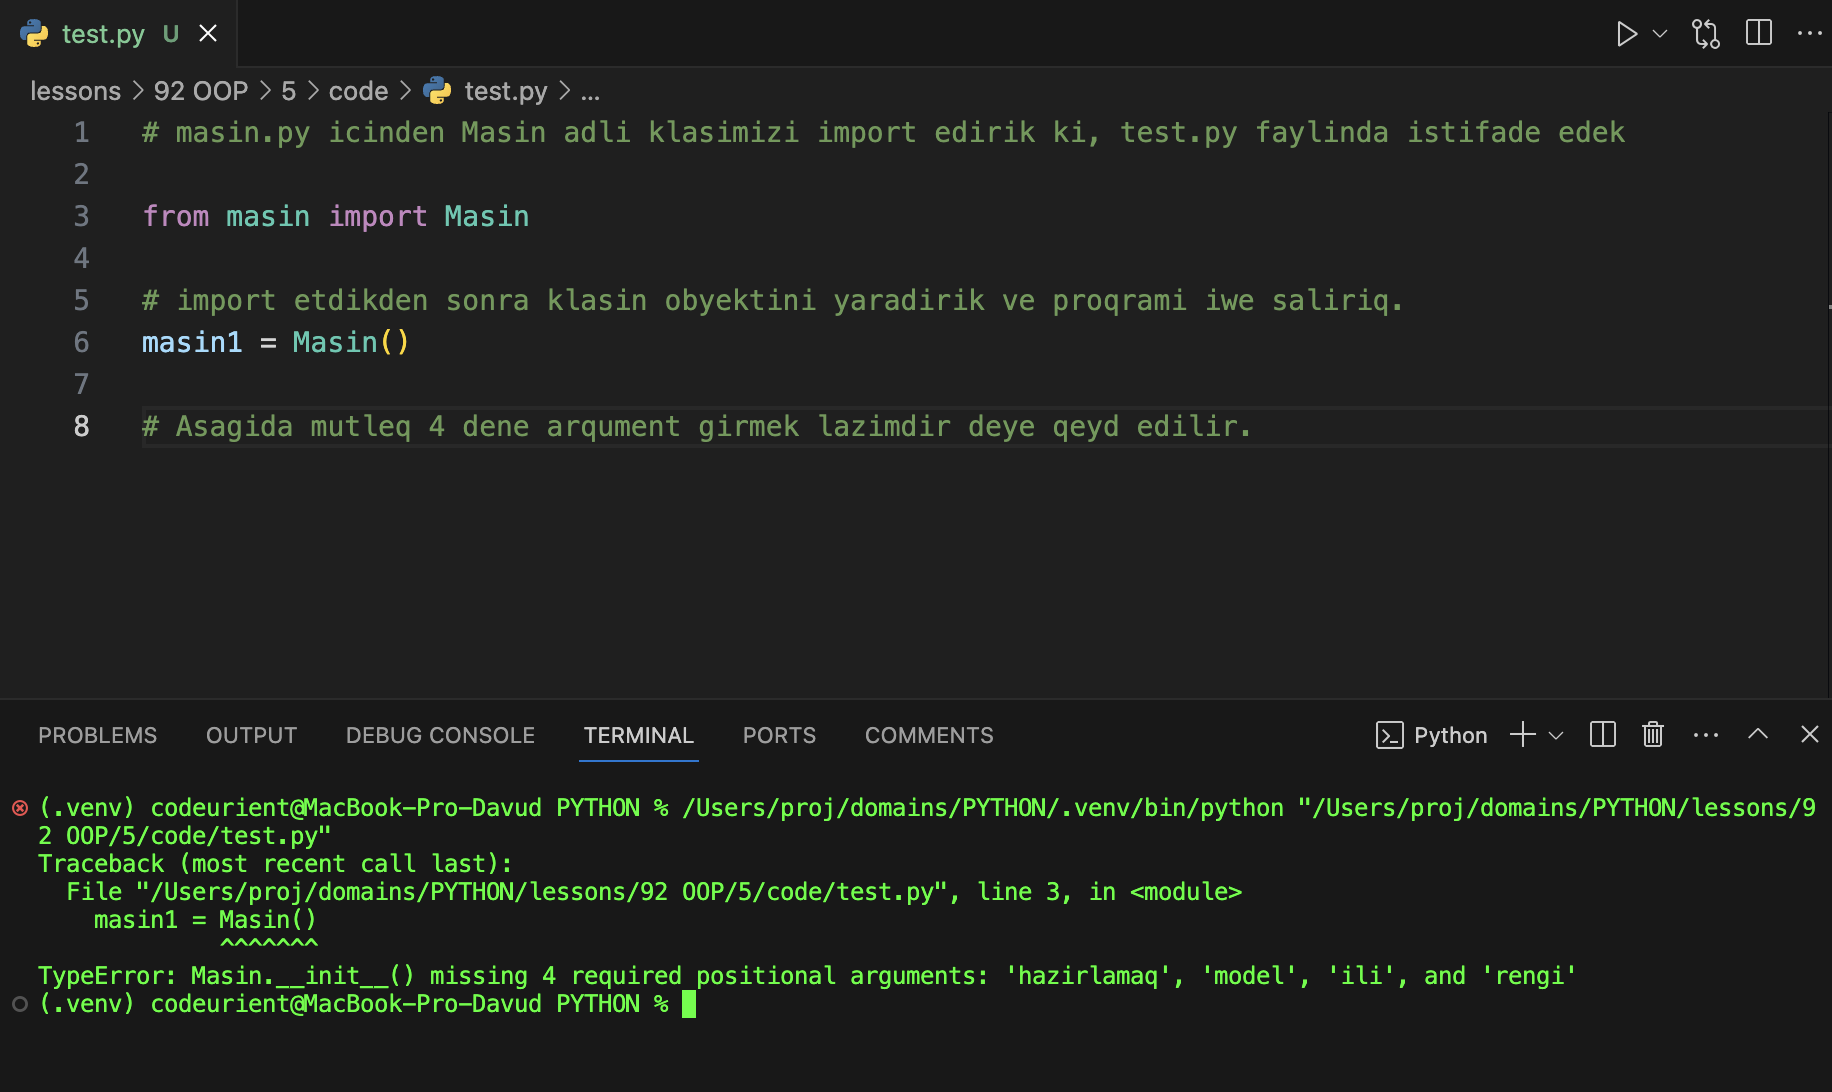 test.py U
lessons > 92 OOP > 5 > code > test.py > ...
1 # masin.py icinden Masin adli klasimizi import edirik ki, test.py faylinda istifade edek
2
3 from masin import Masin
4
5 # import etdikden sonra klasin obyektini yaradirik ve proqrami iwe saliriq.
6 masin1 = Masin()
7
8 # Asagida mutleq 4 dene arqument girmek lazimdir deye qeyd edilir.
PROBLEMS OUTPUT DEBUG CONSOLE TERMINAL PORTS COMMENTS Python
(.venv) codeurient@MacBook-Pro-Davud PYTHON % /Users/proj/domains/PYTHON/.venv/bin/python "/Users/proj/domains/PYTHON/lessons/9
2 OOP/5/code/test.py"
Traceback (most recent call last):
  File "/Users/proj/domains/PYTHON/lessons/92 OOP/5/code/test.py", line 3, in <module>
    masin1 = Masin()
             ^^^^^^^
TypeError: Masin.__init__() missing 4 required positional arguments: 'hazirlamaq', 'model', 'ili', and 'rengi'
(.venv) codeurient@MacBook-Pro-Davud PYTHON %